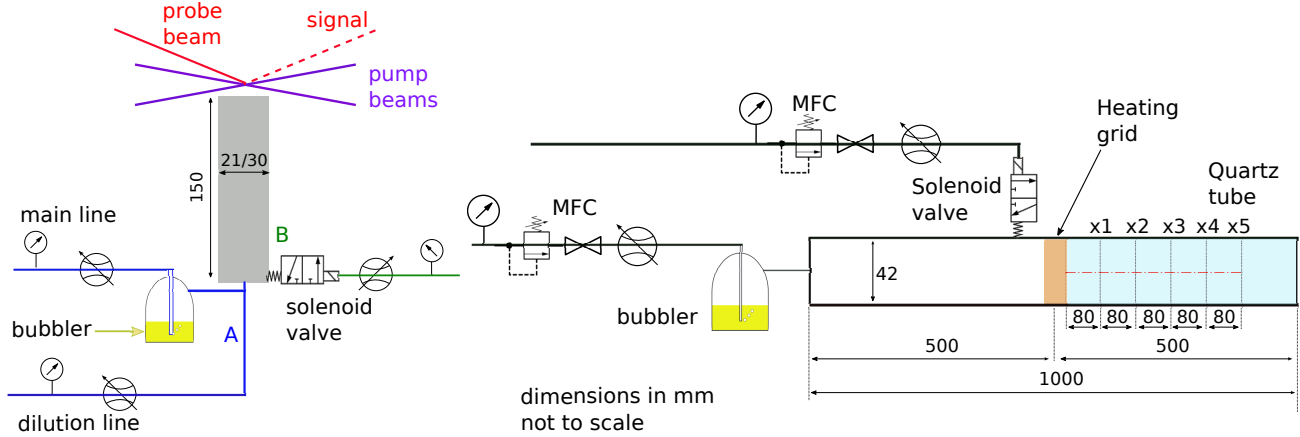 probe
beam
signal
pump
beams
21/30
150
main line
B
bubbler
A
solenoid
valve
dilution line
MFC
MFC
Heating
grid
Solenoid
valve
Quartz
tube
x1 x2 x3 x4 x5
42
bubbler
80 80 80 80 80
500 500
1000
dimensions in mm
not to scale